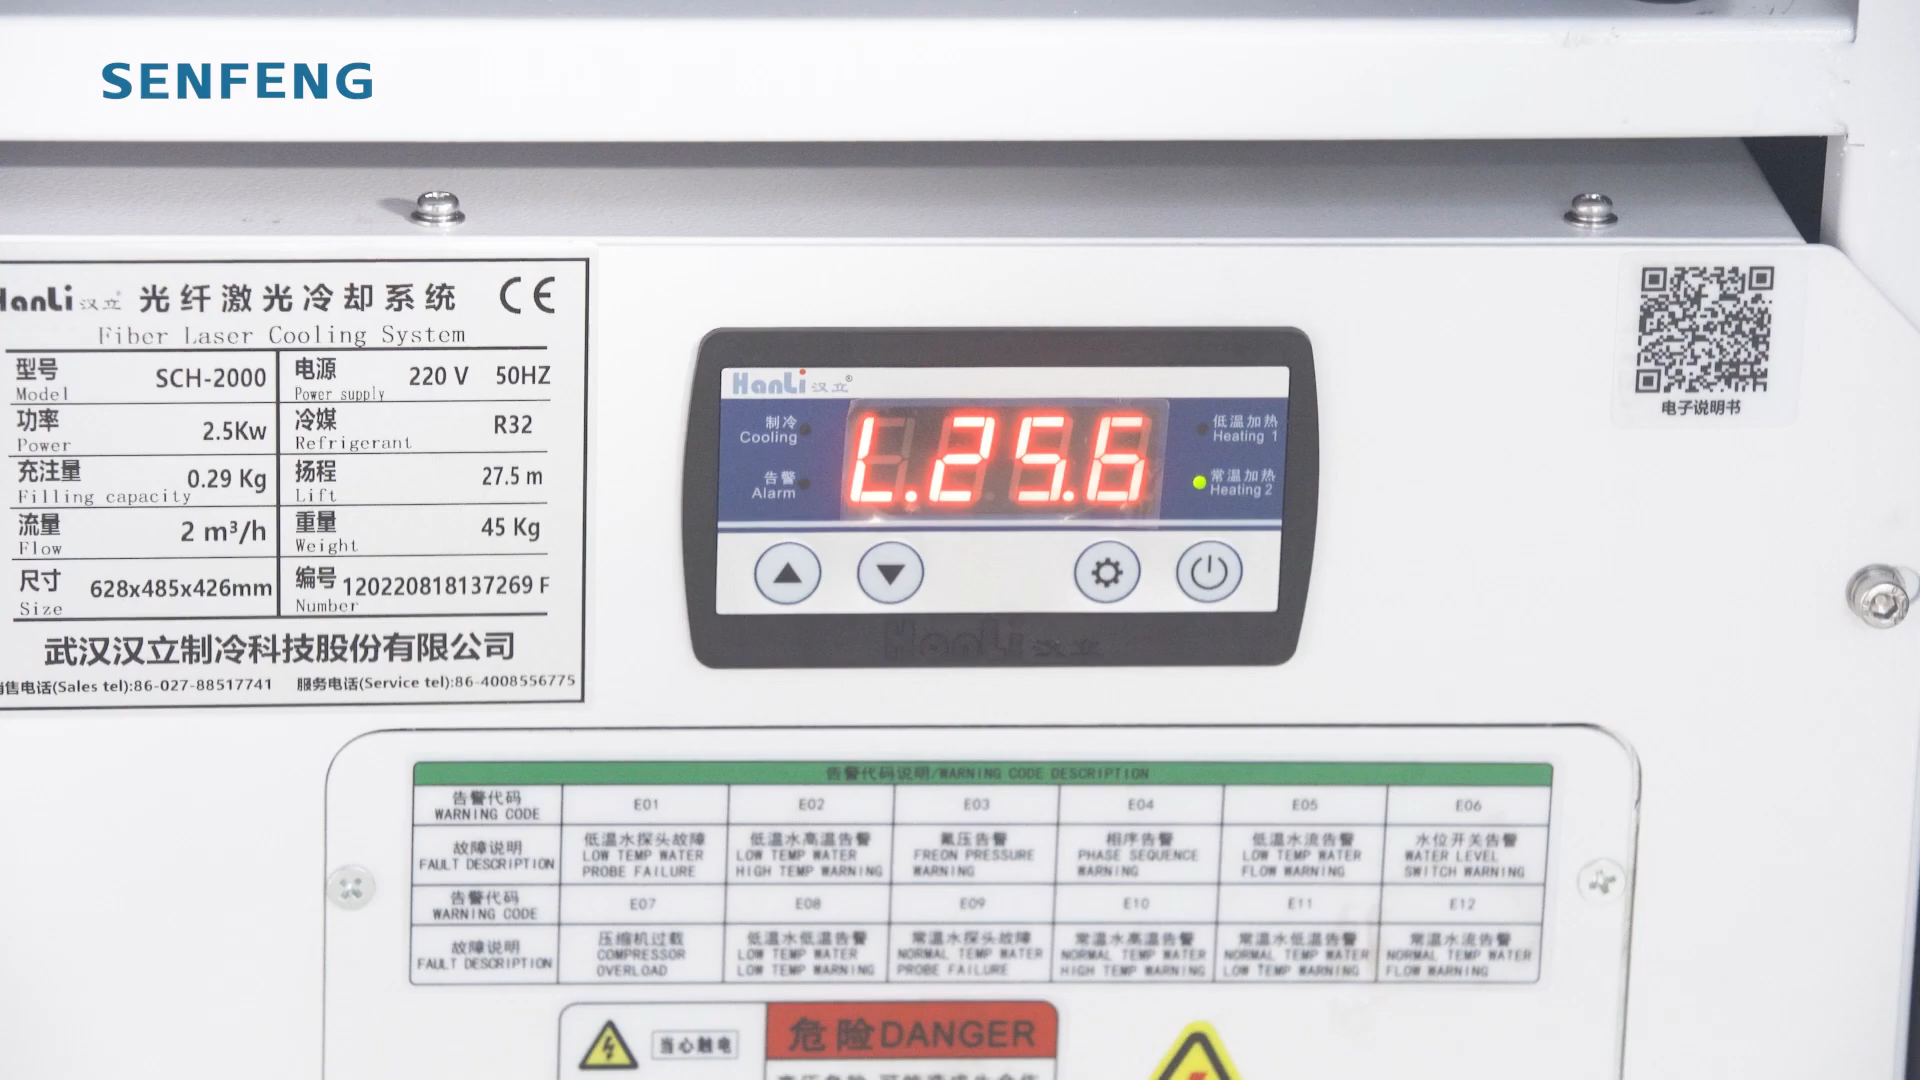 SENFENG
HanLi 汉立® 光纤激光冷却系统 CE
Fiber Laser Cooling System
型号 Model SCH-2000
电源 Power supply 220 V 50HZ
功率 Power 2.5Kw
冷媒 Refrigerant R32
充注量 Filling capacity 0.29 Kg
扬程 Lift 27.5 m
流量 Flow 2 m³/h
重量 Weight 45 Kg
尺寸 Size 628x485x426mm
编号 Number 120220818137269 F
武汉汉立制冷科技股份有限公司
售电话(Sales tel):86-027-88517741 服务电话(Service tel):86-4008556775
HanLi 汉立®
制冷
Cooling
告警
Alarm
L.25.6
低温加热
Heating 1
常温加热
Heating 2
HanLi 汉立
电子说明书
告警代码说明/WARNING CODE DESCRIPTION
告警代码 WARNING CODE E01 E02 E03 E04 E05 E06
故障说明
FAULT DESCRIPTION
低温水探头故障
LOW TEMP WATER
PROBE FAILURE
低温水高温告警
LOW TEMP WATER
HIGH TEMP WARNING
氟压告警
FREON PRESSURE
WARNING
相序告警
PHASE SEQUENCE
WARNING
低温水流告警
LOW TEMP WATER
FLOW WARNING
水位开关告警
WATER LEVEL
SWITCH WARNING
告警代码 WARNING CODE E07 E08 E09 E10 E11 E12
故障说明
FAULT DESCRIPTION
压缩机过载
COMPRESSOR
OVERLOAD
低温水低温告警
LOW TEMP WATER
LOW TEMP WARNING
常温水探头故障
NORMAL TEMP WATER
PROBE FAILURE
常温水高温告警
NORMAL TEMP WATER
HIGH TEMP WARNING
常温水低温告警
NORMAL TEMP WATER
LOW TEMP WARNING
常温水流告警
NORMAL TEMP WATER
FLOW WARNING
当心触电
危险DANGER